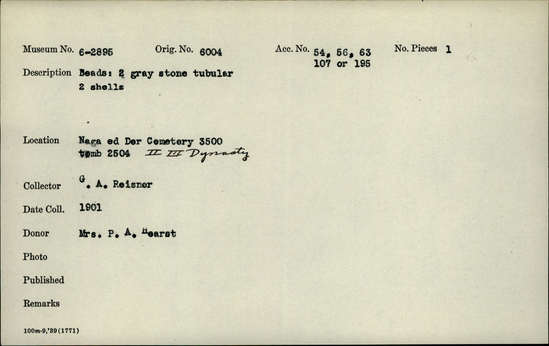 Museum No. 6-2895 Orig. No. 6004 Acc. No. 54, 56, 63 No. Pieces 1
107 or 195
Description Beads: 2 gray stone tubular
2 shells
Location Naga ed Der Cemetery 3500
tomb 2504 II III Dynasty
Collector G. A. Reisner
Date Coll. 1901
Donor Mrs. P. A. Hearst
Photo
Published
Remarks
100m-9,'39(1771)